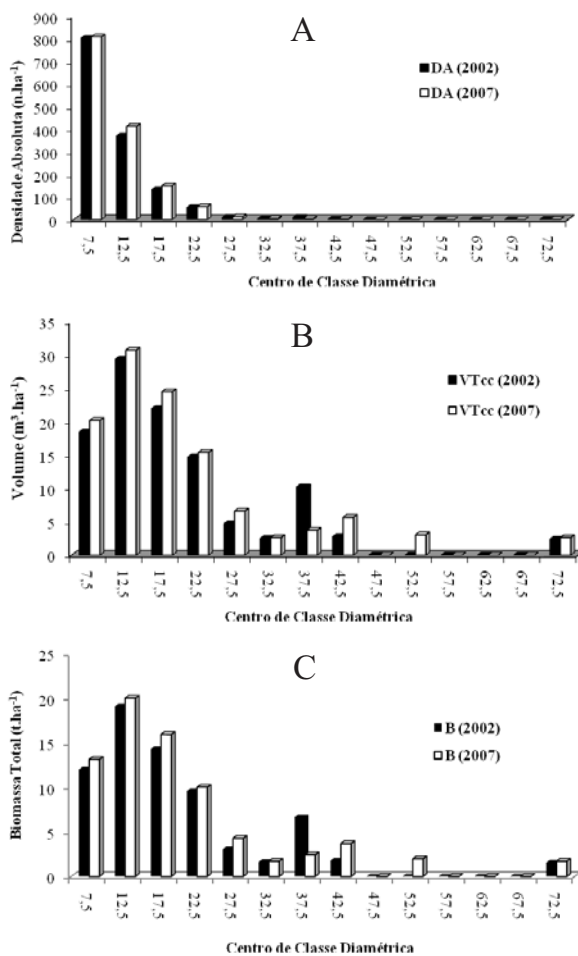 A
900
800
700
600
500
400
300
200
100
0
Densidade Absoluta (n.ha-¹)
DA (2002)
DA (2007)
7,5 12,5 17,5 22,5 27,5 32,5 37,5 42,5 47,5 52,5 57,5 62,5 67,5 72,5
Centro de Classe Diamétrica
B
35
30
25
20
15
10
5
0
Volume (m³.ha-¹)
VTcc (2002)
VTcc (2007)
7,5 12,5 17,5 22,5 27,5 32,5 37,5 42,5 47,5 52,5 57,5 62,5 67,5 72,5
Centro de Classe Diamétrica
C
25
20
15
10
5
0
Biomassa Total (t.ha-¹)
B (2002)
B (2007)
7,5 12,5 17,5 22,5 27,5 32,5 37,5 42,5 47,5 52,5 57,5 62,5 67,5 72,5
Centro de Classe Diamétrica